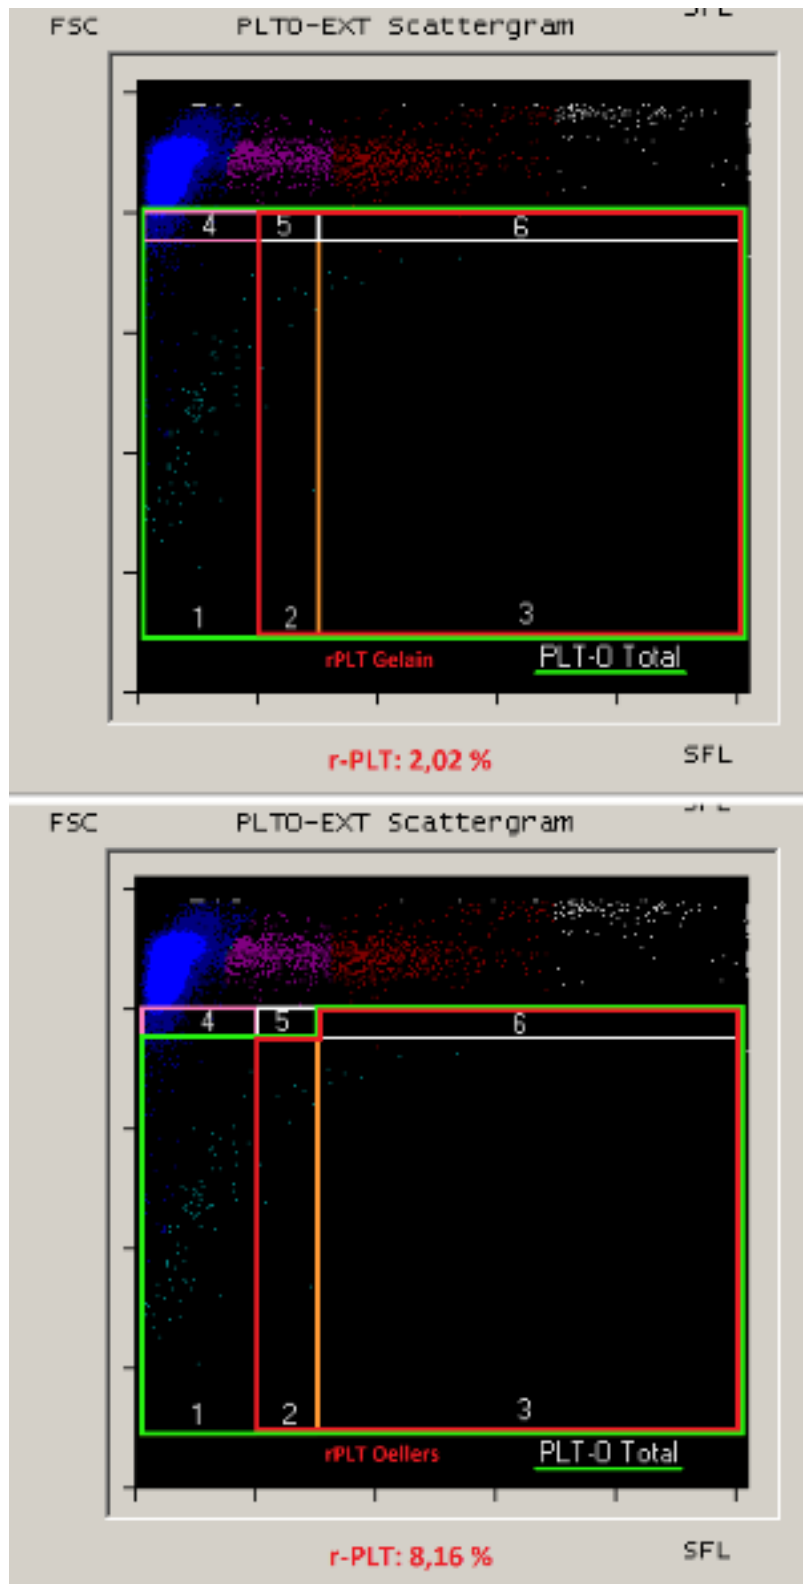 FSC PLTO-EXT Scattergram
4 5 6
1 2 3
rPLT Gelain PLT-O Total
r-PLT: 2,02 % SFL
FSC PLTO-EXT Scattergram
4 5 6
1 2 3
rPLT Oellers PLT-O Total
r-PLT: 8,16 % SFL